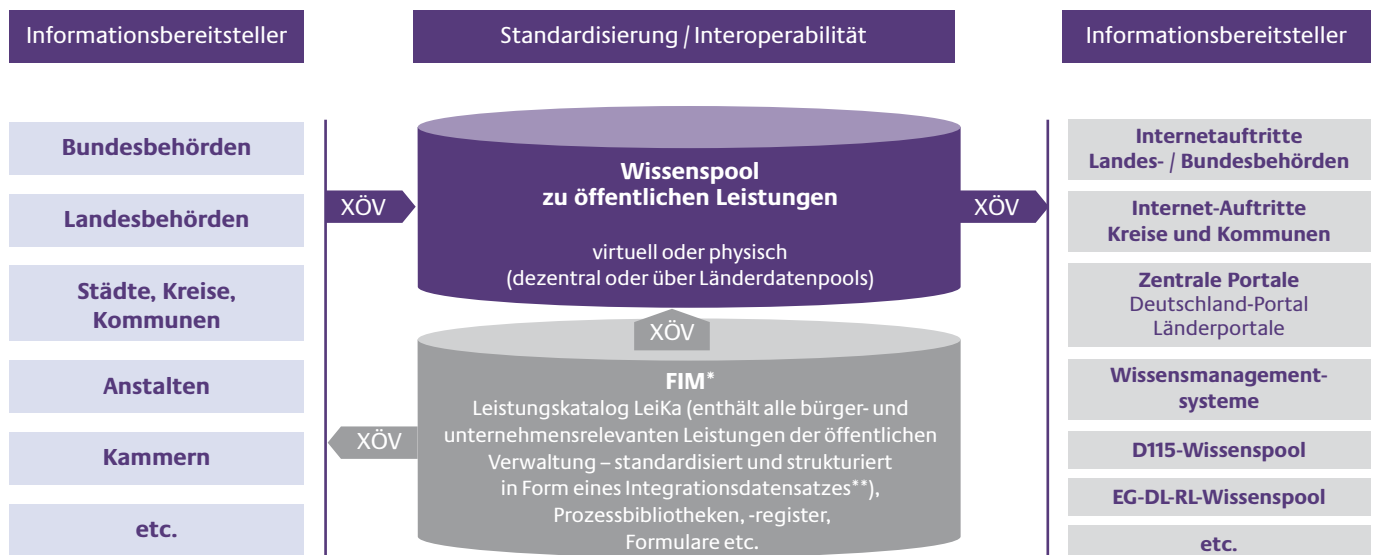 Informationsbereitsteller
Standardisierung / Interoperabilität
Informationsbereitsteller
Bundesbehörden
Landesbehörden
Städte, Kreise,
Kommunen
Anstalten
Kammern
etc.
XÖV
Wissenspool
zu öffentlichen Leistungen
virtuell oder physisch
(dezentral oder über Länderdatenpools)
XÖV
XÖV
XÖV
FIM*
Leistungskatalog LeiKa (enthält alle bürger- und
unternehmensrelevanten Leistungen der öffentlichen
Verwaltung – standardisiert und strukturiert
in Form eines Integrationsdatensatzes**),
Prozessbibliotheken, -register,
Formulare etc.
Internetauftritte
Landes- / Bundesbehörden
Internet-Auftritte
Kreise und Kommunen
Zentrale Portale
Deutschland-Portal
Länderportale
Wissensmanagement-
systeme
D115-Wissenspool
EG-DL-RL-Wissenspool
etc.